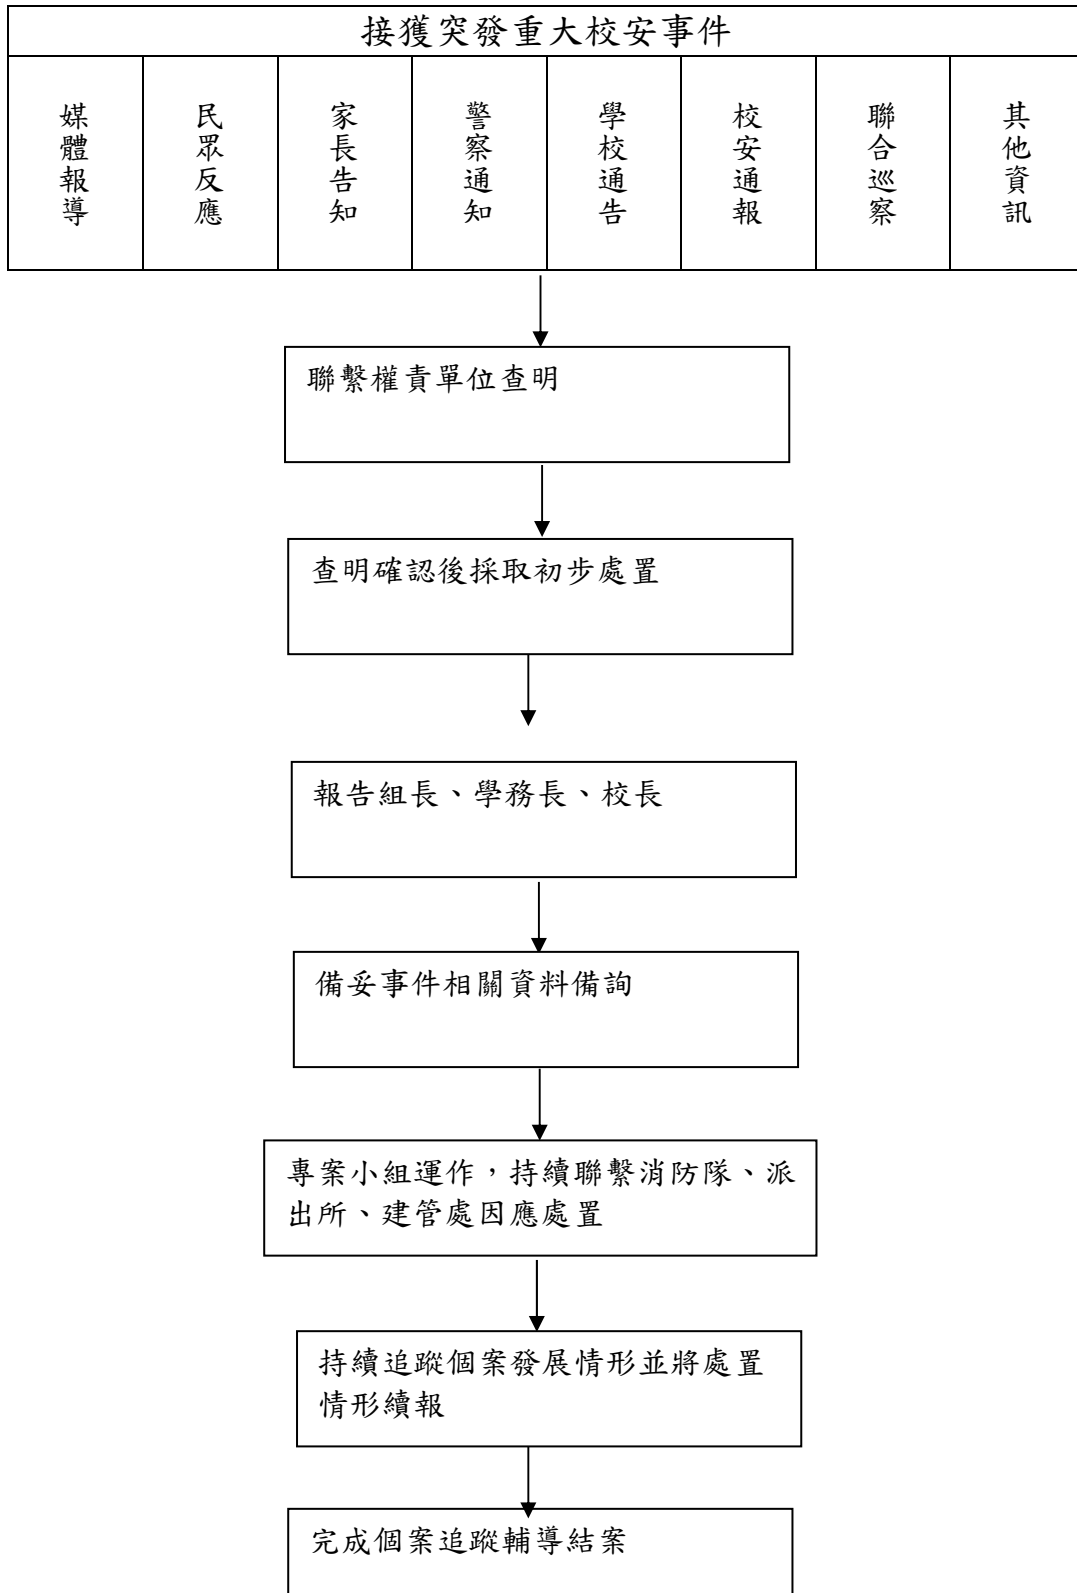 接獲突發重大校安事件
媒體報導
民眾反應
家長告知
警察通知
學校通告
校安通報
聯合巡察
其他資訊
聯繫權責單位查明
查明確認後採取初步處置
報告組長、學務長、校長
備妥事件相關資料備詢
專案小組運作，持續聯繫消防隊、派
出所、建管處因應處置
持續追蹤個案發展情形並將處置
情形續報
完成個案追蹤輔導結案